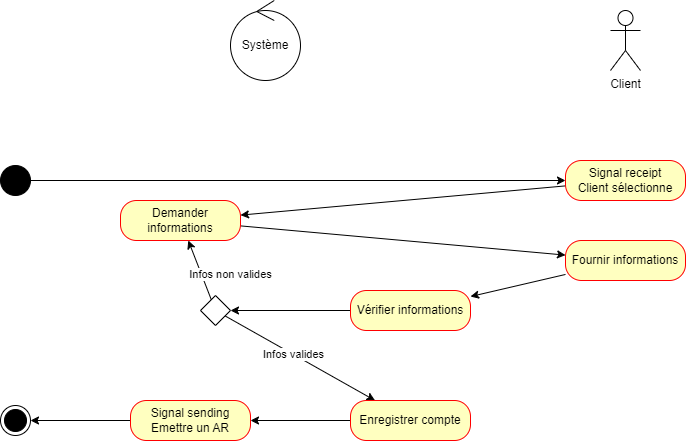 Système
Client
Signal receipt
Client sélectionne
Demander
informations
Fournir informations
Infos non valides
Vérifier informations
Infos valides
Signal sending
Emettre un AR
Enregistrer compte